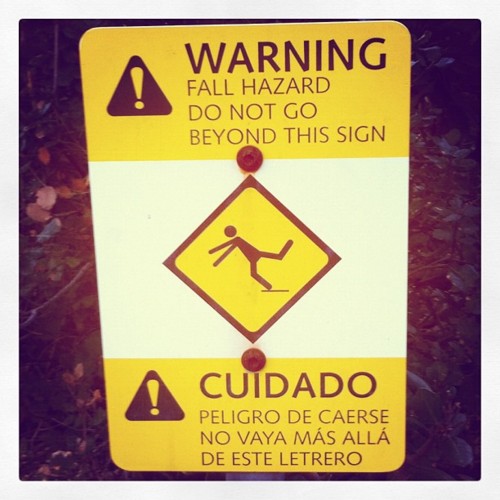 WARNING
FALL HAZARD
DO NOT GO
BEYOND THIS SIGN
CUIDADO
PELIGRO DE CAERSE
NO VAYA MÁS ALLÁ
DE ESTE LETRERO